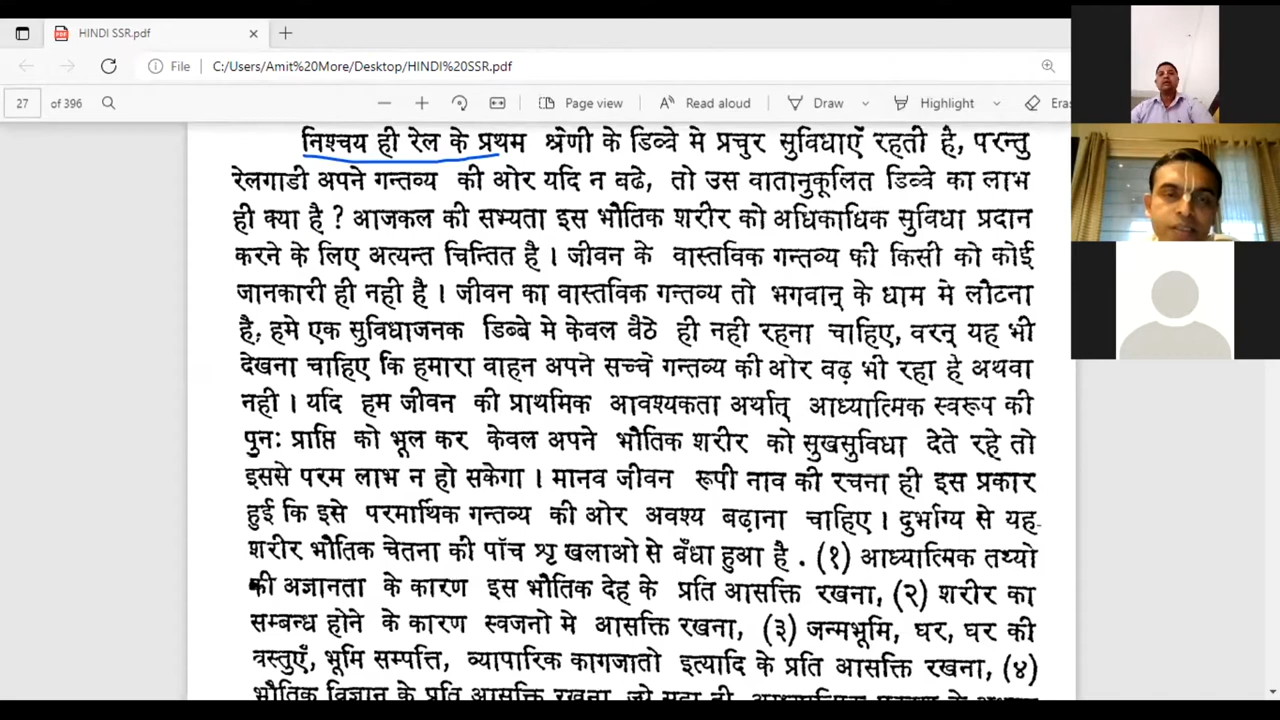 HINDI SSR.pdf
File C:/Users/Amit%20More/Desktop/HINDI%20SSR.pdf
27 of 396 Page view Read aloud Draw Highlight Eras
निश्चय ही रेल के प्रथम श्रेणी के डिब्बे मे प्रचुर सुविधाएँ रहती है, परन्तु
रेलगाडी अपने गन्तव्य की ओर यदि न बढे, तो उस वातानुकूलित डिब्बे का लाभ
ही क्या है ? आजकल की सभ्यता इस भौतिक शरीर को अधिकाधिक सुविधा प्रदान
करने के लिए अत्यन्त चिन्तित है । जीवन के वास्तविक गन्तव्य की किसी को कोई
जानकारी ही नही है । जीवन का वास्तविक गन्तव्य तो भगवान् के धाम मे लौटना
है, हमे एक सुविधाजनक डिब्बे मे केवल बैठे ही नही रहना चाहिए, वरन् यह भी
देखना चाहिए कि हमारा वाहन अपने सच्चे गन्तव्य की ओर बढ़ भी रहा है अथवा
नही । यदि हम जीवन की प्राथमिक आवश्यकता अर्थात् आध्यात्मिक स्वरूप की
पुनः प्राप्ति को भूल कर केवल अपने भौतिक शरीर को सुखसुविधा देते रहे तो
इससे परम लाभ न हो सकेगा । मानव जीवन रूपी नाव की रचना ही इस प्रकार
हुई कि इसे परमार्थिक गन्तव्य की ओर अवश्य बढ़ाना चाहिए । दुर्भाग्य से यह
शरीर भौतिक चेतना की पाँच शृ खलाओ से बँधा हुआ है . (१) आध्यात्मिक तथ्यो
की अज्ञानता के कारण इस भौतिक देह के प्रति आसक्ति रखना, (२) शरीर का
सम्बन्ध होने के कारण स्वजनो मे आसक्ति रखना, (३) जन्मभूमि, घर, घर की
वस्तुएँ, भूमि सम्पत्ति, व्यापारिक कागजातो इत्यादि के प्रति आसक्ति रखना, (४)
भौतिक विज्ञान के प्रति आसक्ति रखना